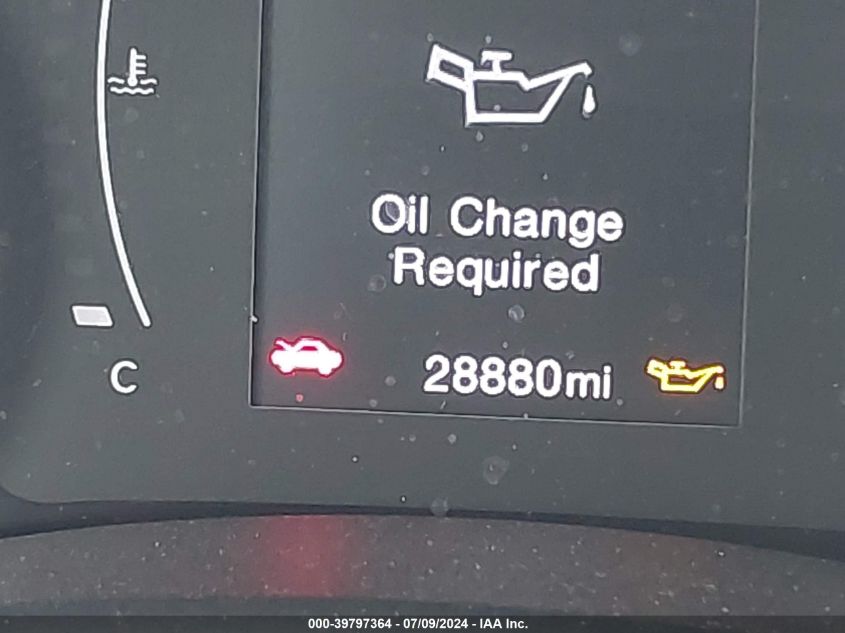 Oil Change
Required
28880mi
C
000-39797364 - 07/09/2024 - IAA Inc.